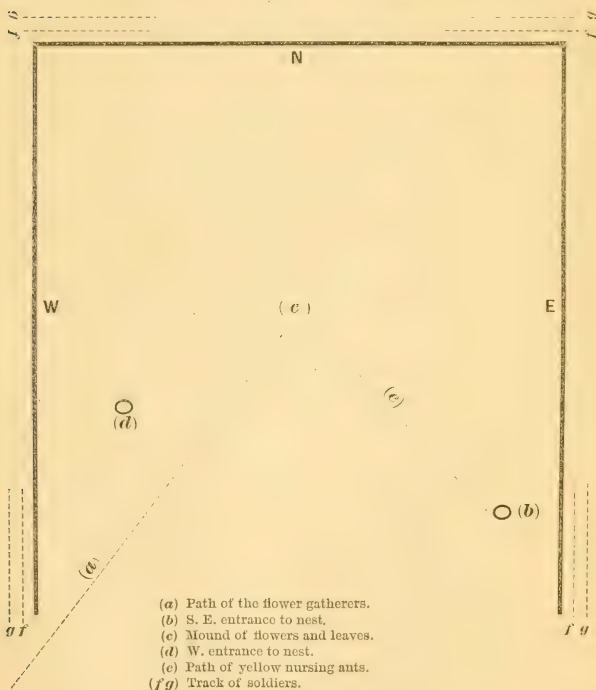 g g
f f
N
W (c) E
(e)
(d)
(b)
(a)
(a) Path of the flower gatherers.
(b) S. E. entrance to nest.
(c) Mound of flowers and leaves.
g f f g
(d) W. entrance to nest.
(e) Path of yellow nursing ants.
(f g) Track of soldiers.